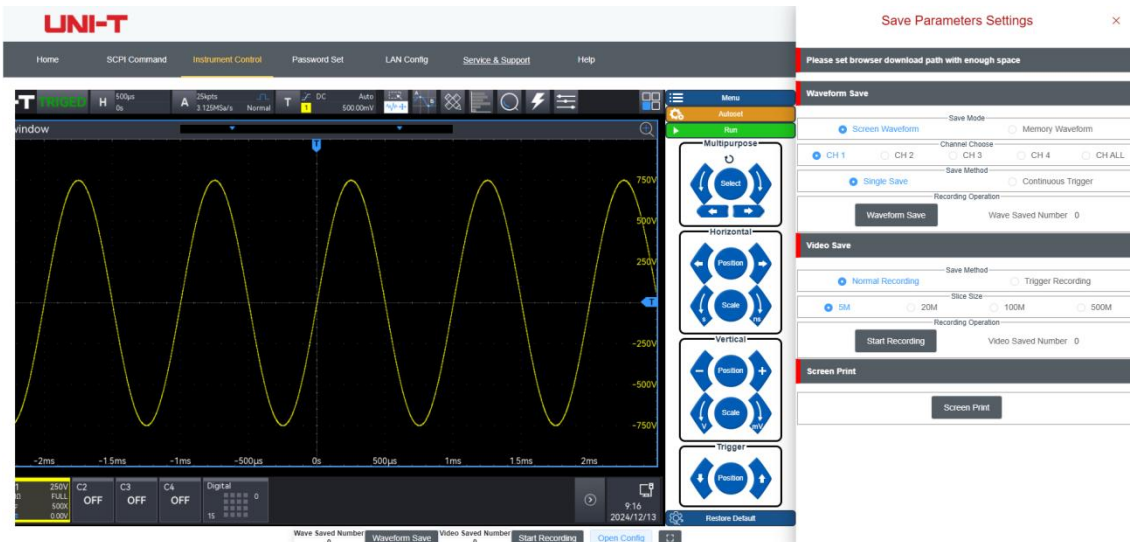 UNI-T
Home SCPI Command Instrument Control Password Set LAN Config Service & Support Help
-T TRIGED H 500μs 0s A 25kpts 3.125MSa/s Normal T DC 1 Auto 500.00mV
window
T
750V
500V
250V
T
-250V
-500V
-750V
-2ms -1.5ms -1ms -500μs 0s 500μs 1ms 1.5ms 2ms
1 250V FULL 500X 0.00V
C2 OFF
C3 OFF
C4 OFF
Digital 0 15
9:16
2024/12/13
Menu
Autoset
Run
Multipurpose
Select
Horizontal
Position
Scale
s ns
Vertical
Position
Scale
V mV
Trigger
Position
Restore Default
Wave Saved Number 0 Waveform Save Video Saved Number 0 Start Recording Open Config
Save Parameters Settings ×
Please set browser download path with enough space
Waveform Save
Save Mode
Screen Waveform Memory Waveform
Channel Choose
CH 1 CH 2 CH 3 CH 4 CH ALL
Save Method
Single Save Continuous Trigger
Recording Operation
Waveform Save Wave Saved Number 0
Video Save
Save Method
Normal Recording Trigger Recording
Slice Size
5M 20M 100M 500M
Recording Operation
Start Recording Video Saved Number 0
Screen Print
Screen Print